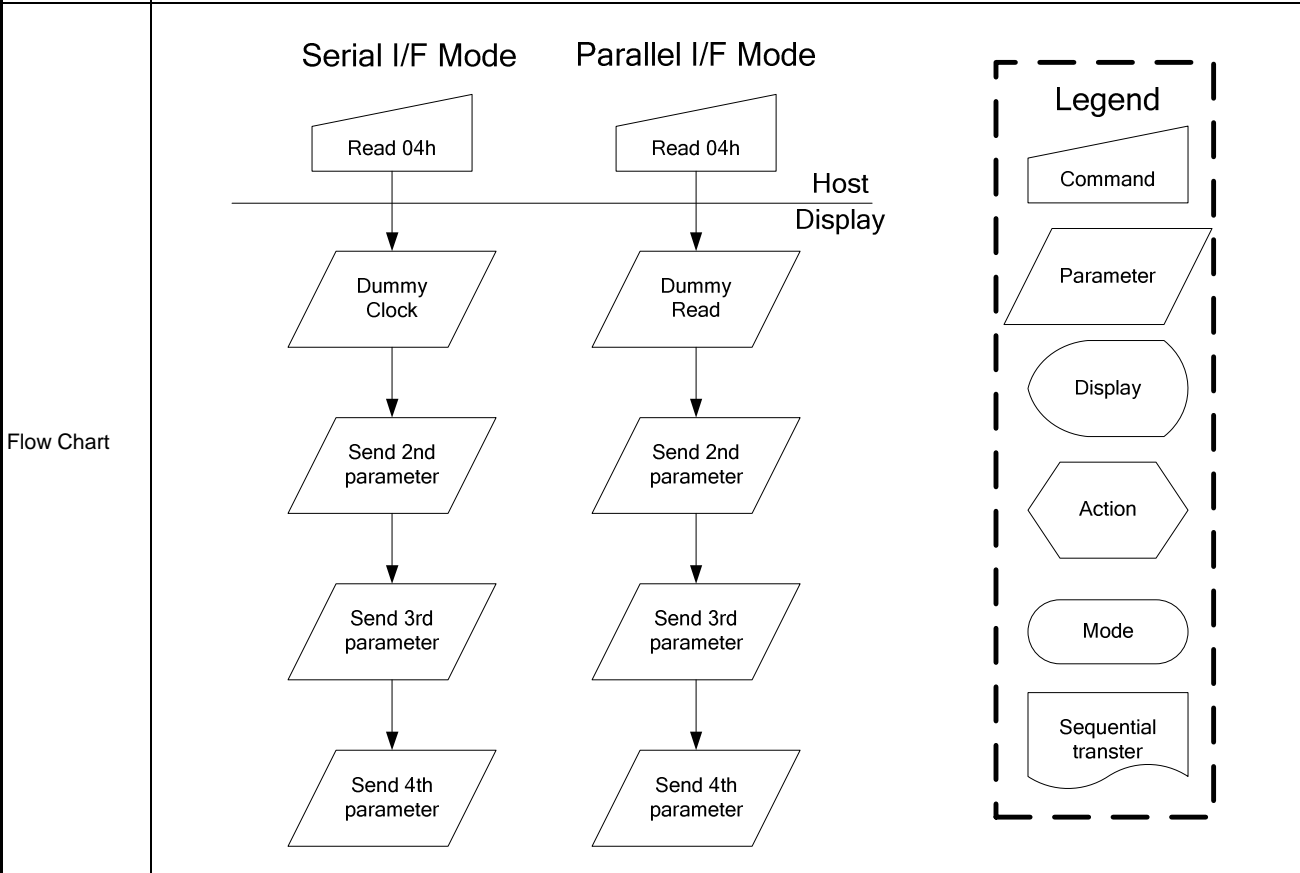 Flow Chart
Serial I/F Mode
Read 04h
Dummy
Clock
Send 2nd
parameter
Send 3rd
parameter
Send 4th
parameter
Parallel I/F Mode
Read 04h
Host
Display
Dummy
Read
Send 2nd
parameter
Send 3rd
parameter
Send 4th
parameter
Legend
Command
Parameter
Display
Action
Mode
Sequential
transter